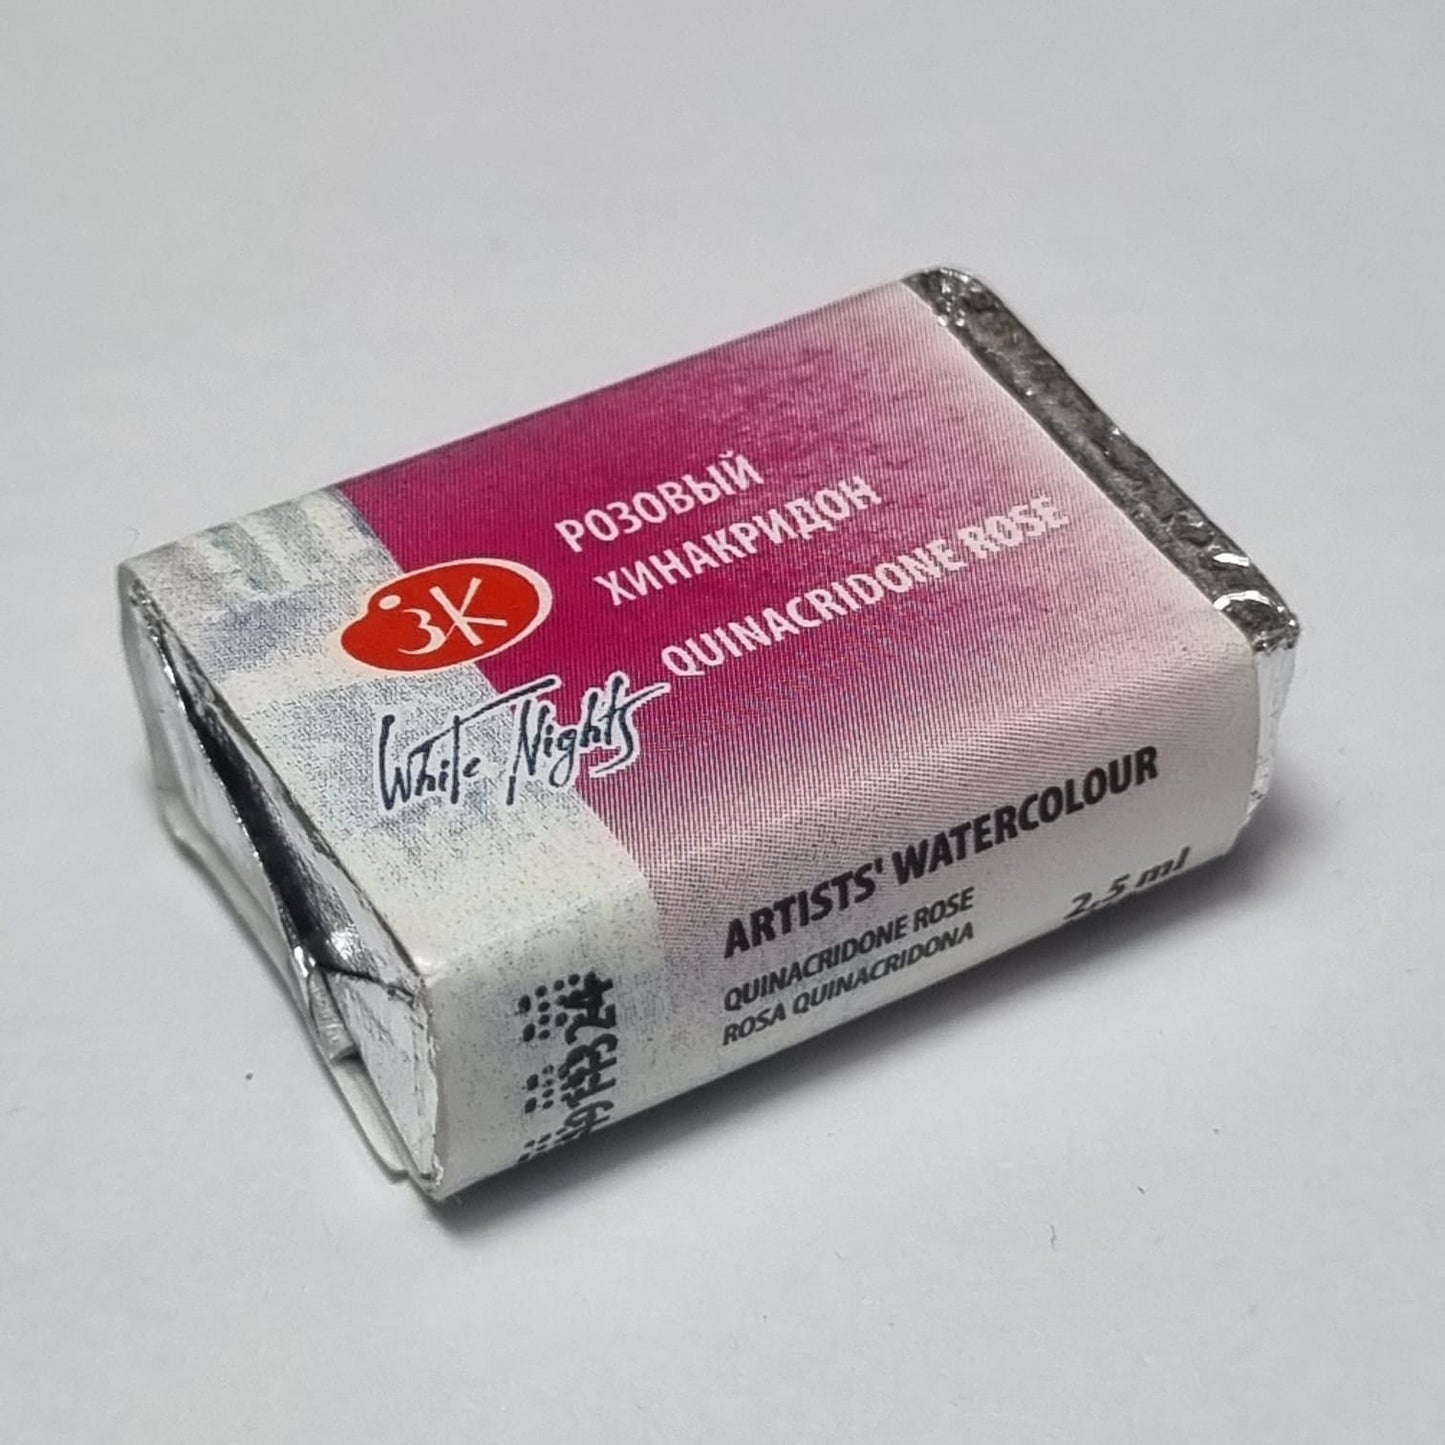 РОЗОВЫЙ
ХИНАКРИДОН
QUINACRIDONE ROSE
ЗК
White Nights
ARTISTS' WATERCOLOUR
QUINACRIDONE ROSE
ROSA QUINACRIDONA
2,5 ml